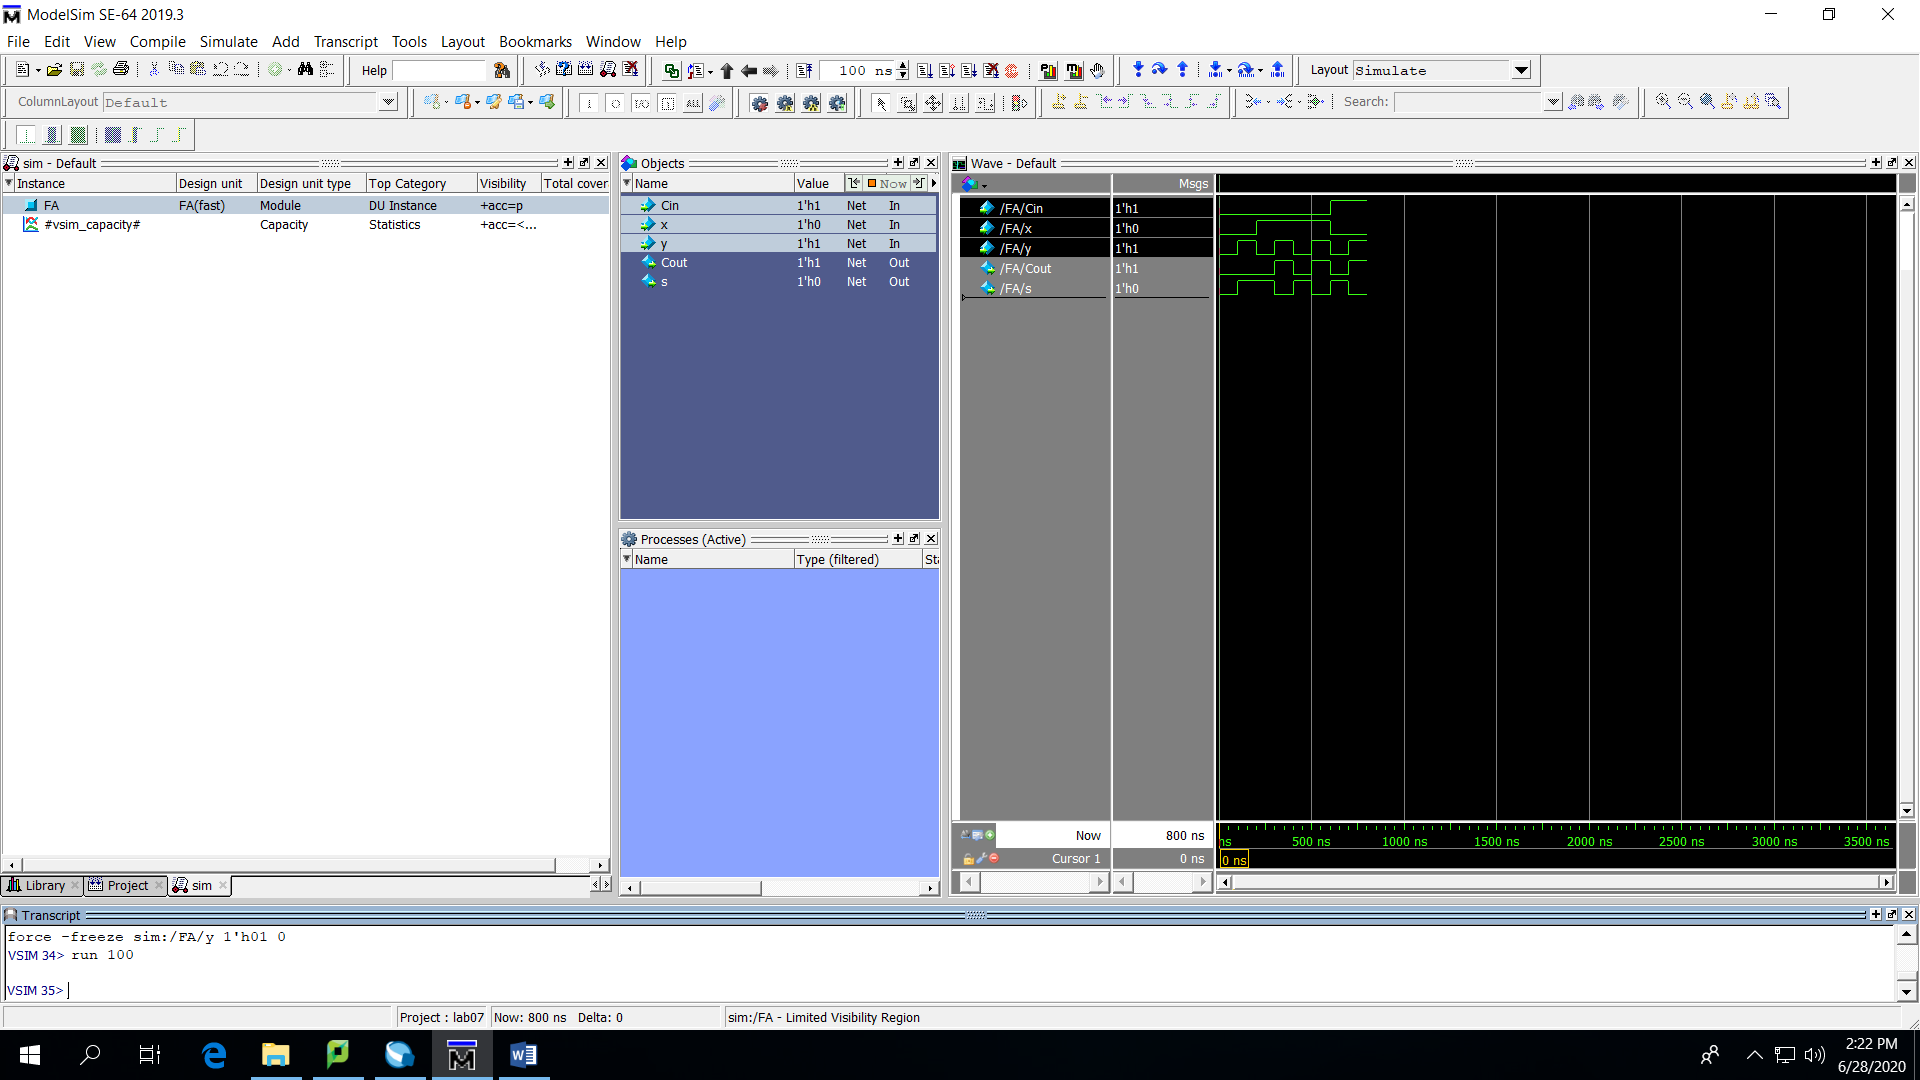 ModelSim SE-64 2019.3
File Edit View Compile Simulate Add Transcript Tools Layout Bookmarks Window Help
Help 100 ns Layout Simulate
ColumnLayout Default Search:
sim - Default
Instance Design unit Design unit type Top Category Visibility Total cover
FA FA(fast) Module DU Instance +acc=p
#vsim_capacity# Capacity Statistics +acc=<...
Library Project sim
Objects
Name Value Now
Cin 1'h1 Net In
x 1'h0 Net In
y 1'h1 Net In
Cout 1'h1 Net Out
s 1'h0 Net Out
Processes (Active)
Name Type (filtered) Sta
Wave - Default
Msgs
/FA/Cin 1'h1
/FA/x 1'h0
/FA/y 1'h1
/FA/Cout 1'h1
/FA/s 1'h0
Now 800 ns ns 500 ns 1000 ns 1500 ns 2000 ns 2500 ns 3000 ns 3500 ns
Cursor 1 0 ns 0 ns
Transcript
force -freeze sim:/FA/y 1'h01 0
VSIM 34> run 100
VSIM 35>
Project : lab07 Now: 800 ns Delta: 0 sim:/FA - Limited Visibility Region
2:22 PM
6/28/2020